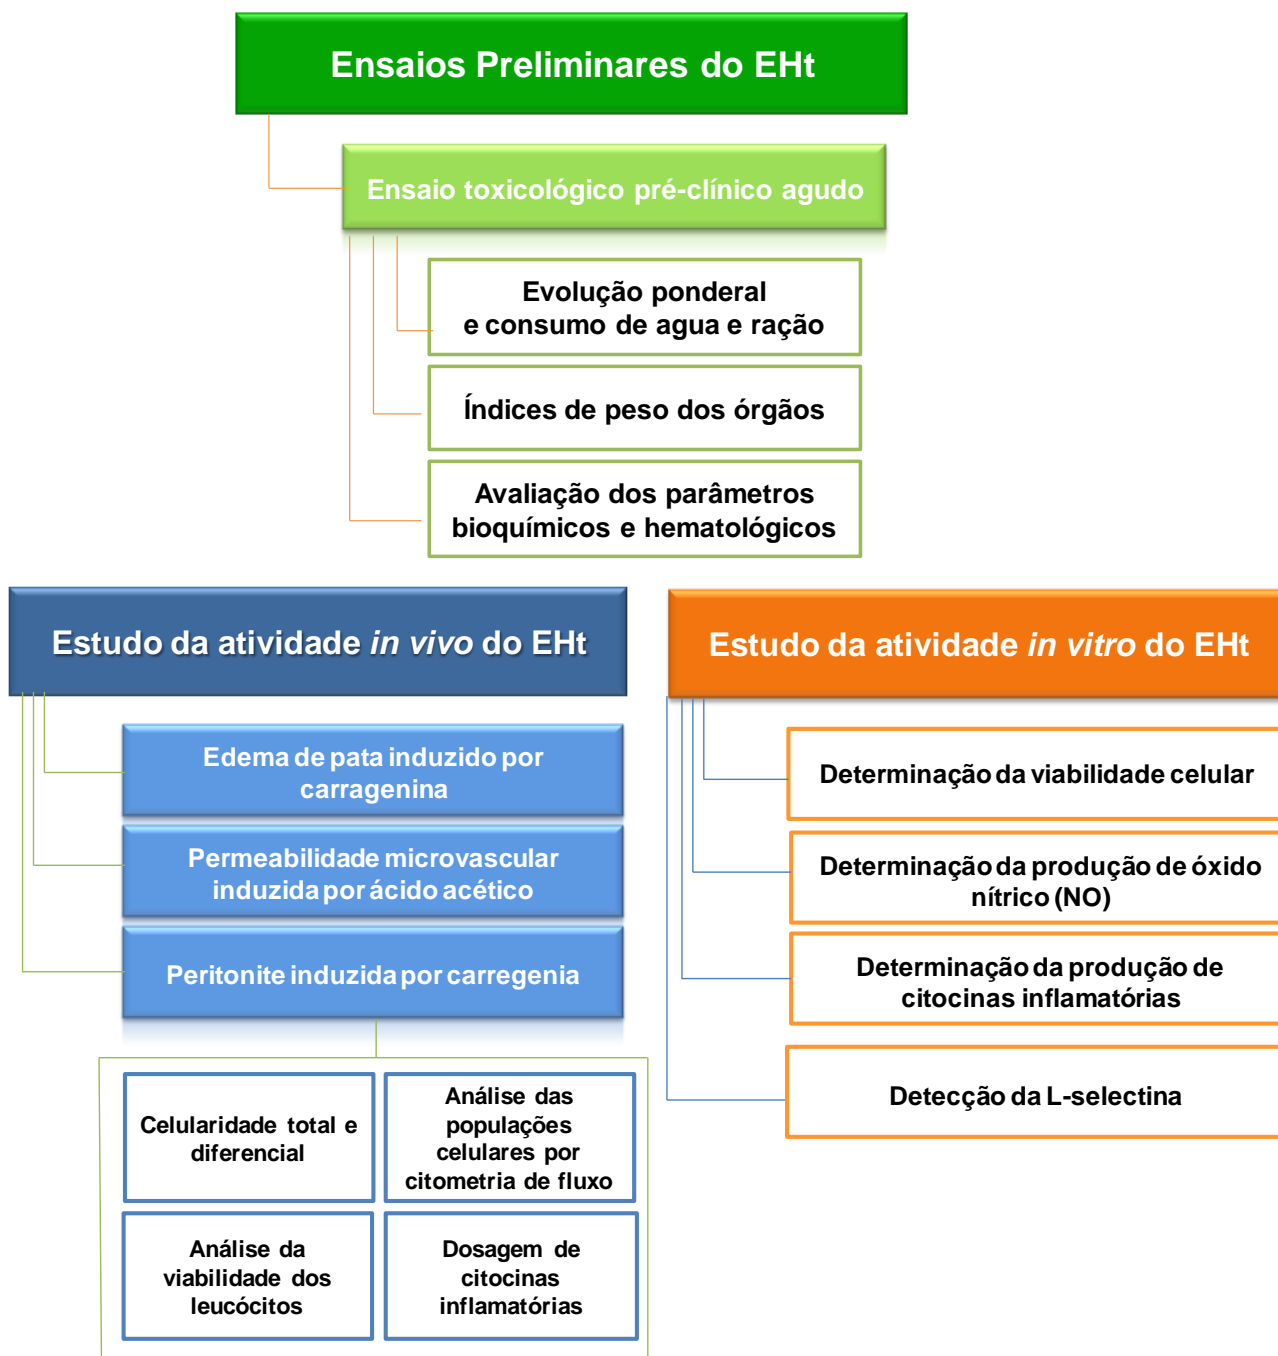 Ensaios Preliminares do EHt
Ensaio toxicológico pré-clínico agudo
Evolução ponderal
e consumo de agua e ração
Índices de peso dos órgãos
Avaliação dos parâmetros
bioquímicos e hematológicos
Estudo da atividade in vivo do EHt
Edema de pata induzido por
carragenina
Permeabilidade microvascular
induzida por ácido acético
Peritonite induzida por carregenia
Celularidade total e
diferencial
Análise das
populações
celulares por
citometria de fluxo
Análise da
viabilidade dos
leucócitos
Dosagem de
citocinas
inflamatórias
Estudo da atividade in vitro do EHt
Determinação da viabilidade celular
Determinação da produção de óxido
nítrico (NO)
Determinação da produção de
citocinas inflamatórias
Detecção da L-selectina